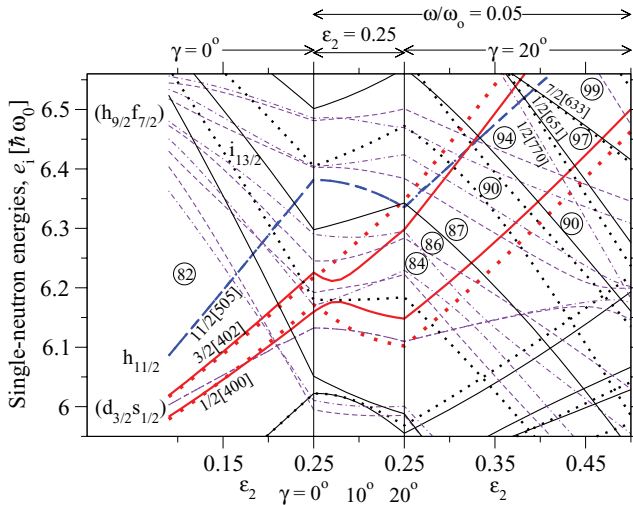 ω/ω₀ = 0.05
γ = 0° ε₂ = 0.25 γ = 20°
Single-neutron energies, eᵢ [ħω₀]
6.5
6.4
6.3
6.2
6.1
6
(h₉/₂f₇/₂)
i₁₃/₂
h₁₁/₂
(d₃/₂s₁/₂)
11/2[505]
3/2[402]
1/2[400]
7/2[633]
1/2[651]
1/2[770]
99
94
97
90
90
87
86
84
82
0.15 0.25 0.25 0.35 0.45
ε₂ γ = 0° 10° 20° ε₂